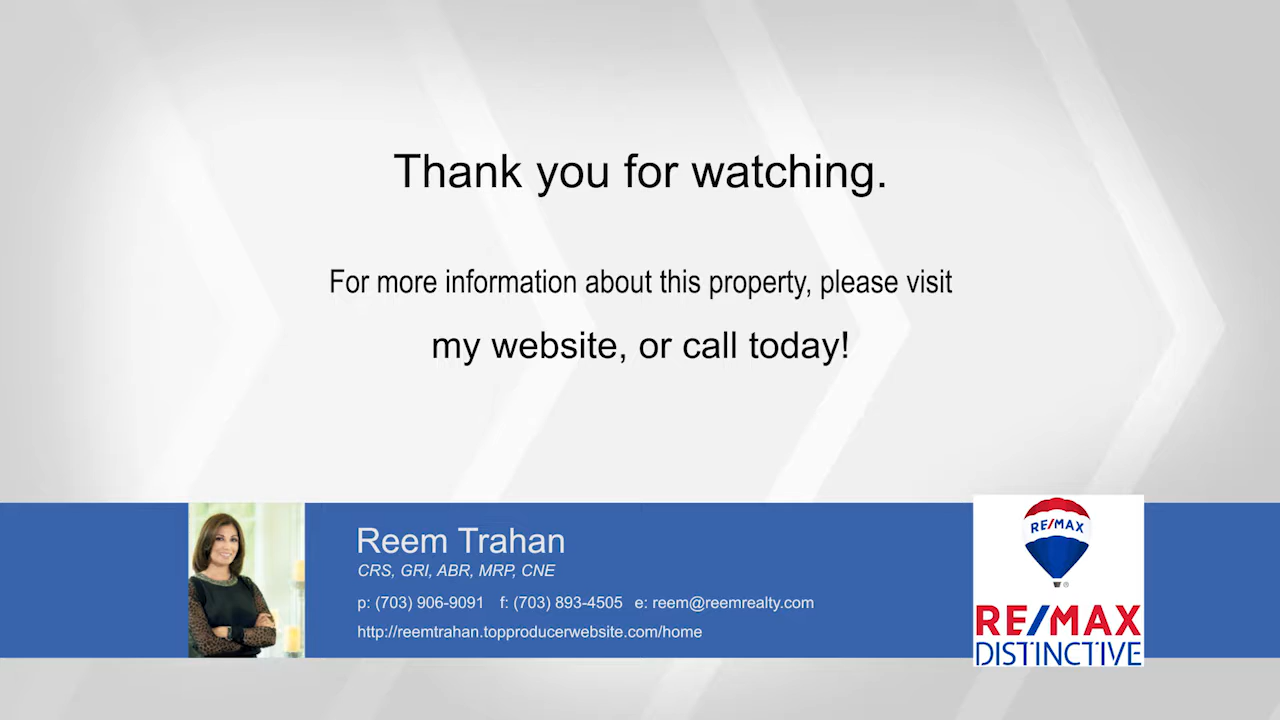 Thank you for watching.
For more information about this property, please visit
my website, or call today!
Reem Trahan
CRS, GRI, ABR, MRP, CNE
p: (703) 906-9091 f: (703) 893-4505 e: reem@reemrealty.com
http://reemtrahan.topproducerwebsite.com/home
RE/MAX
RE/MAX
DISTINCTIVE